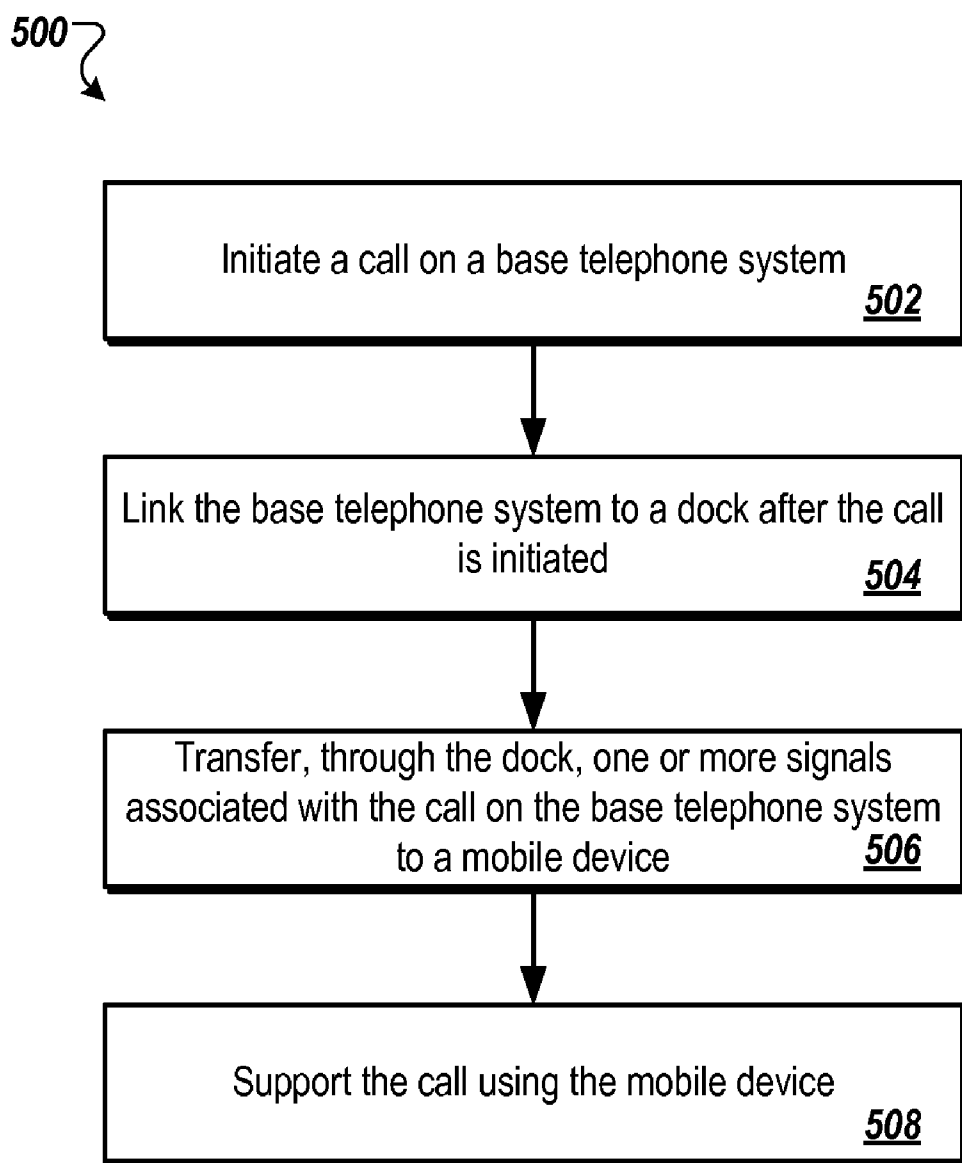 500
Initiate a call on a base telephone system
502
Link the base telephone system to a dock after the call
is initiated
504
Transfer, through the dock, one or more signals
associated with the call on the base telephone system
to a mobile device
506
Support the call using the mobile device
508